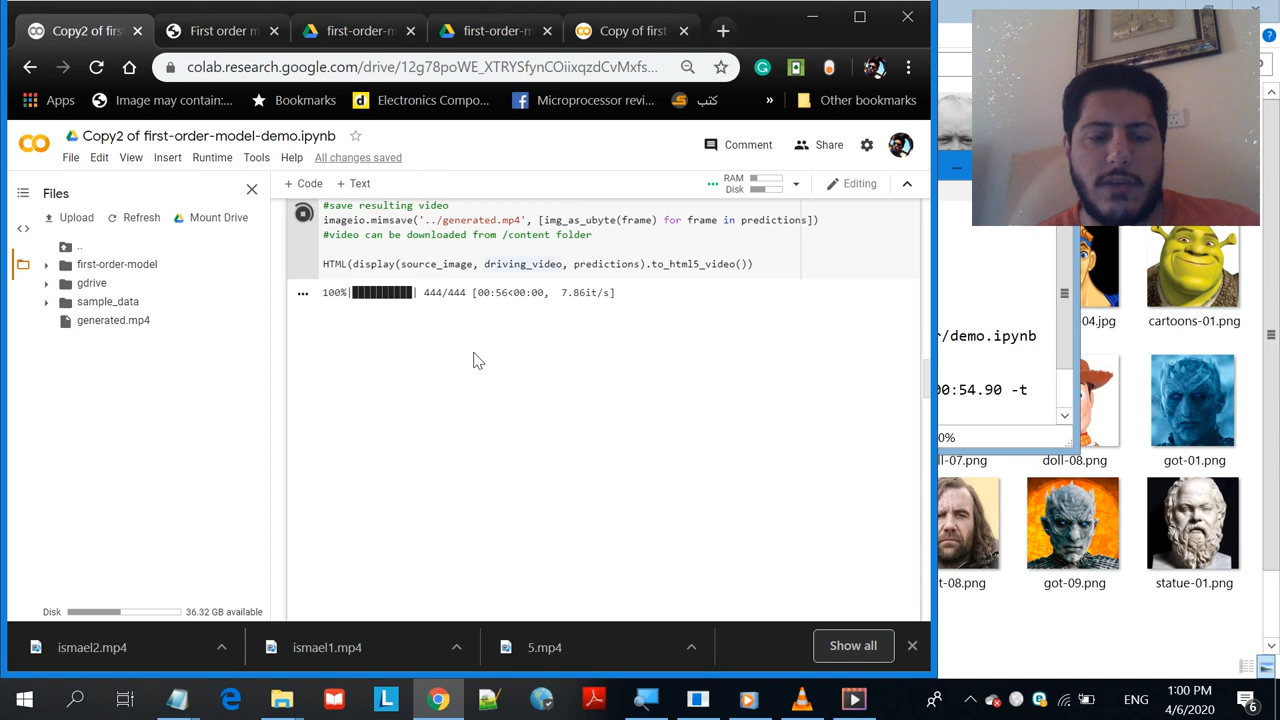 Copy2 of f
First order m
first-order-m
first-order-m
Copy of first
colab.research.google.com/drive/12g78poWE_XTRYSfynCOiixqzdCvMxfs...
Apps
Image may contain:...
Bookmarks
Electronics Compo...
Microprocessor revi...
كتب
»
Other bookmarks
Copy2 of first-order-model-demo.ipynb
Comment
Share
File Edit View Insert Runtime Tools Help All changes saved
Files
+ Code + Text
RAM
Disk
Editing
Upload Refresh Mount Drive
..
first-order-model
gdrive
sample_data
generated.mp4
#save resulting video
imageio.mimsave('../generated.mp4', [img_as_ubyte(frame) for frame in predictions])
#video can be downloaded from /content folder
HTML(display(source_image, driving_video, predictions).to_html5_video())
100%|██████████| 444/444 [00:56<00:00, 7.86it/s]
Disk
36.32 GB available
04.jpg
cartoons-01.png
r/demo.ipynb
00:54.90 -t
0%
ll-07.png
doll-08.png
got-01.png
t-08.png
got-09.png
statue-01.png
ismael2.mp4
ismael1.mp4
5.mp4
Show all
ENG
1:00 PM
4/6/2020
6